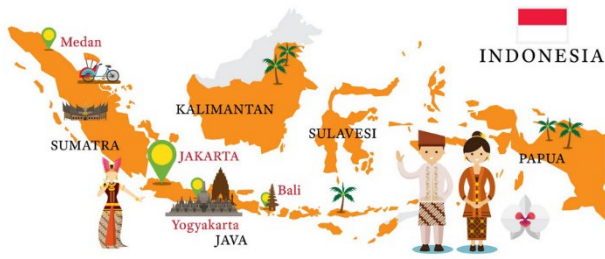 Medan
INDONESIA
KALIMANTAN
SULAVESI
SUMATRA
JAKARTA
PAPUA
Bali
Yogyakarta
JAVA